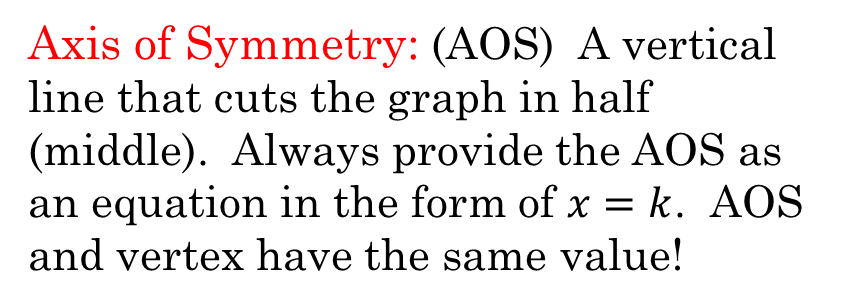 Axis of Symmetry: (AOS)  A vertical
line that cuts the graph in half
(middle).  Always provide the AOS as
an equation in the form of x = k.  AOS
and vertex have the same value!